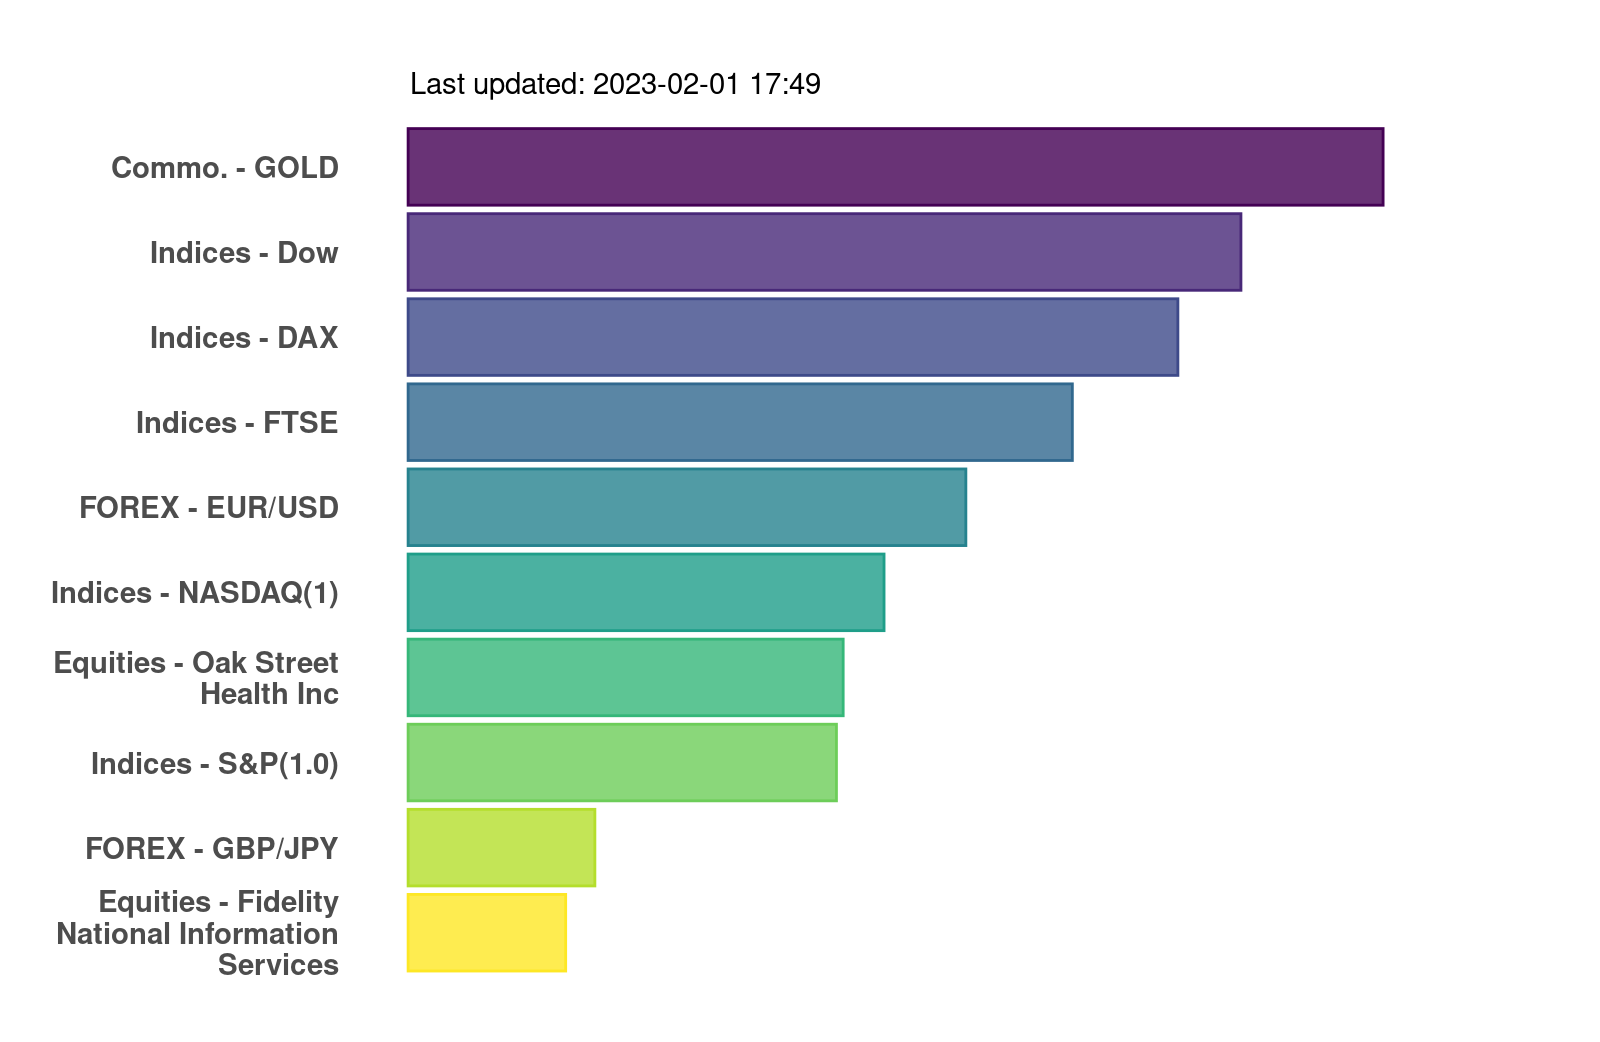 Last updated: 2023-02-01 17:49
Commo. - GOLD
Indices - Dow
Indices - DAX
Indices - FTSE
FOREX - EUR/USD
Indices - NASDAQ(1)
Equities - Oak Street
Health Inc
Indices - S&P(1.0)
FOREX - GBP/JPY
Equities - Fidelity
National Information
Services